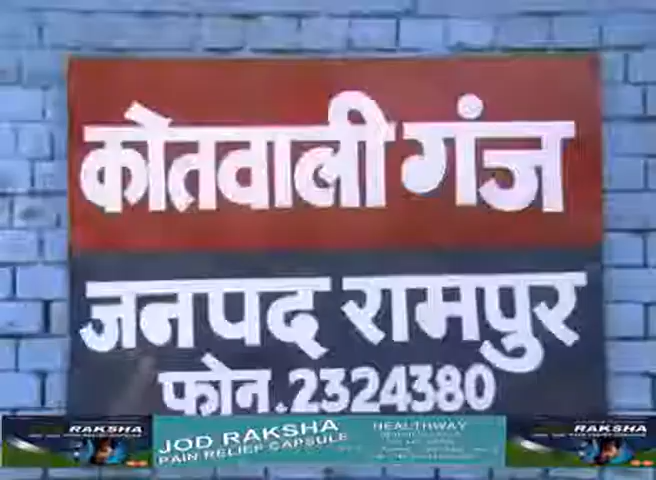 कोतवाली गंज
जनपद रामपुर
फोन.2324380
RAKSHA
JOD RAKSHA
PAIN RELIEF CAPSULE
HEALTHWAY
RAKSHA